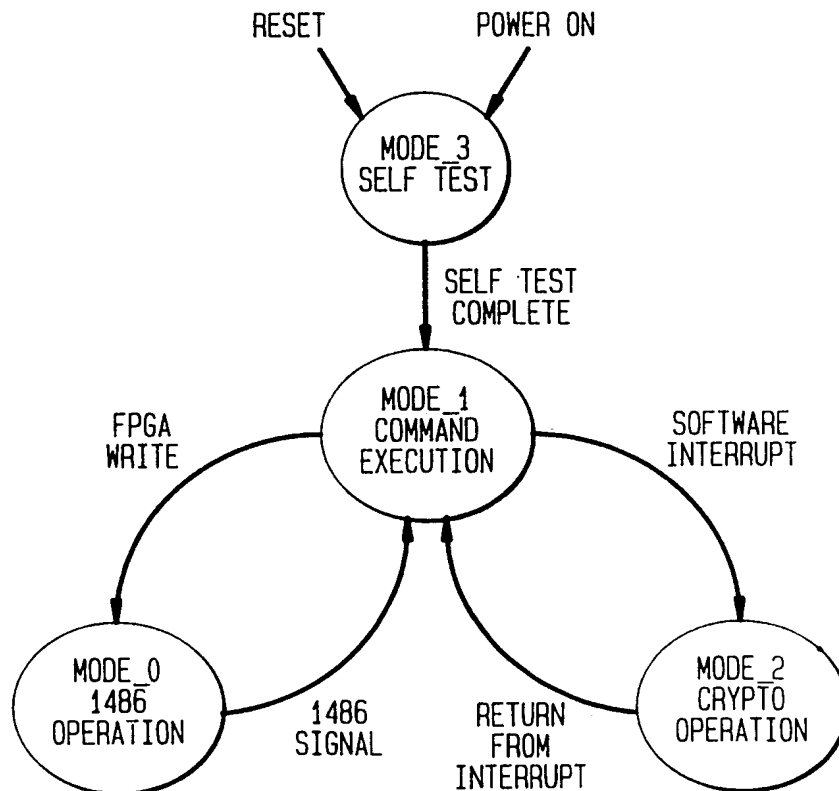 RESET
POWER ON
MODE_3
SELF TEST
SELF TEST
COMPLETE
MODE_1
COMMAND
EXECUTION
FPGA
WRITE
SOFTWARE
INTERRUPT
MODE_0
1486
OPERATION
1486
SIGNAL
RETURN
FROM
INTERRUPT
MODE_2
CRYPTO
OPERATION